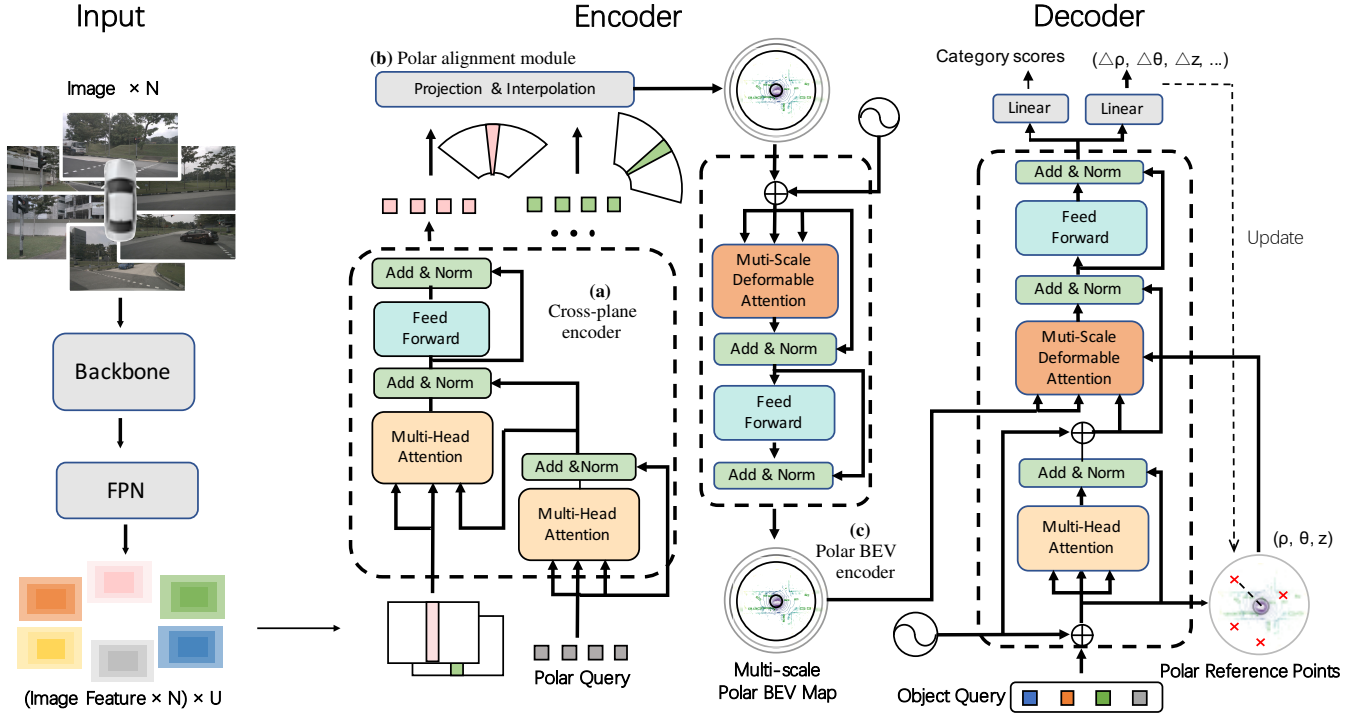 Input
Encoder
Decoder
Image × N
Backbone
FPN
(Image Feature × N) × U
(b) Polar alignment module
Projection & Interpolation
Add & Norm
Feed
Forward
Add & Norm
Multi-Head
Attention
(a)
Cross-plane
encoder
Add &Norm
Multi-Head
Attention
Polar Query
Muti-Scale
Deformable
Attention
Add & Norm
Feed
Forward
Add & Norm
(c)
Polar BEV
encoder
Multi-scale
Polar BEV Map
Category scores
(△ρ, △θ, △z, ...)
Linear
Linear
Add & Norm
Feed
Forward
Add & Norm
Muti-Scale
Deformable
Attention
Add & Norm
Multi-Head
Attention
Update
(ρ, θ, z)
Polar Reference Points
Object Query